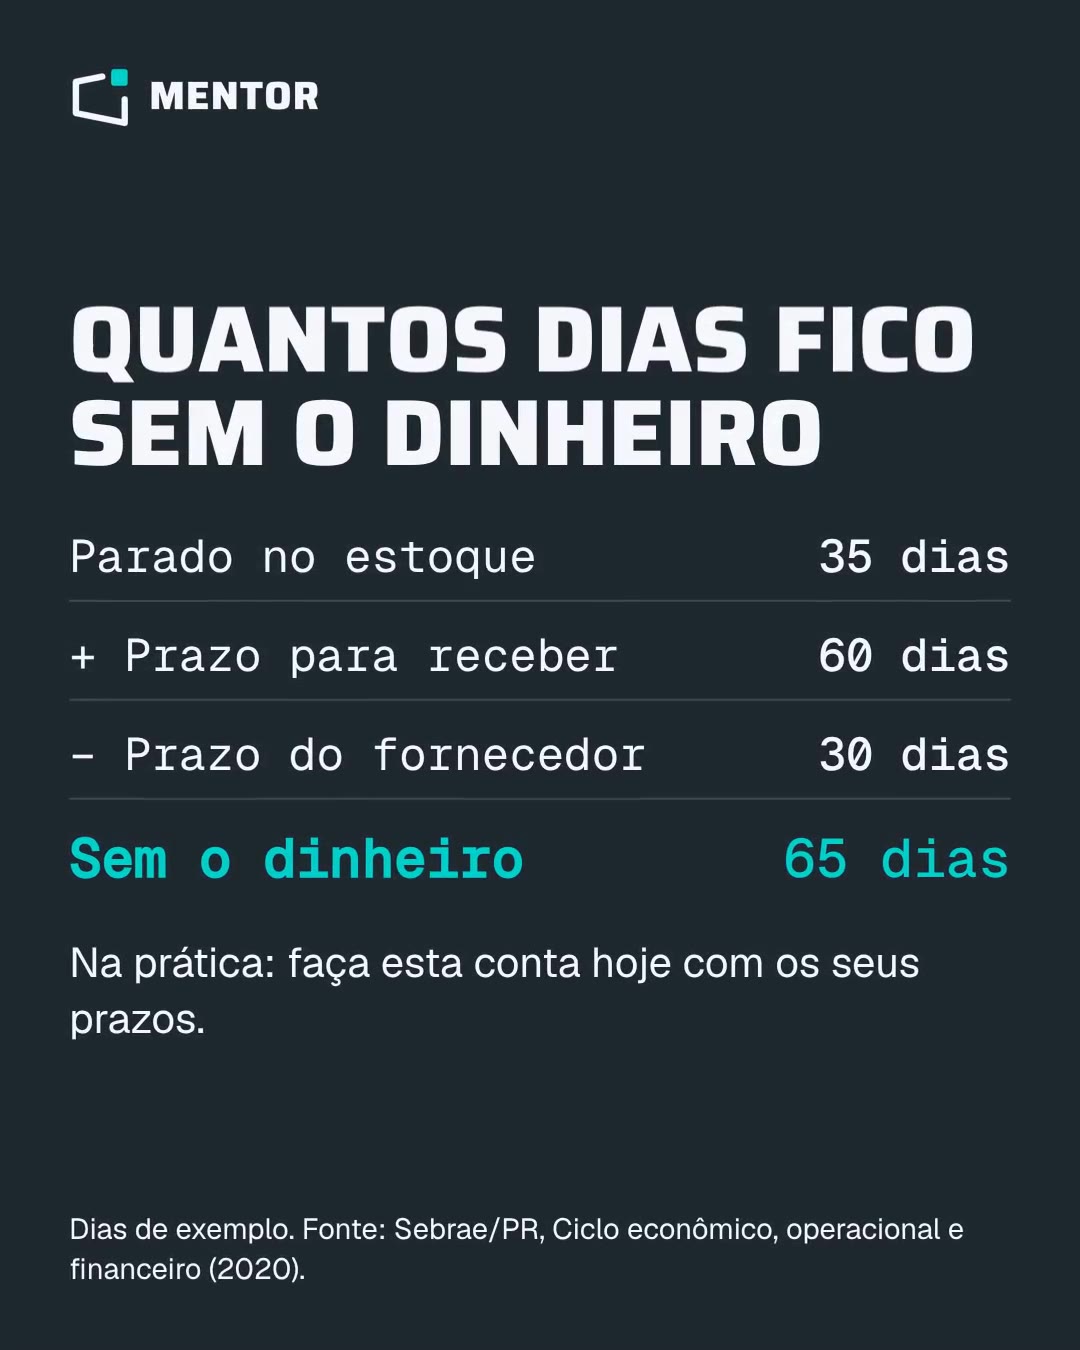 MENTOR
QUANTOS DIAS FICO
SEM O DINHEIRO
Parado no estoque 35 dias
+ Prazo para receber 60 dias
– Prazo do fornecedor 30 dias
Sem o dinheiro 65 dias
Na prática: faça esta conta hoje com os seus
prazos.
Dias de exemplo. Fonte: Sebrae/PR, Ciclo econômico, operacional e
financeiro (2020).